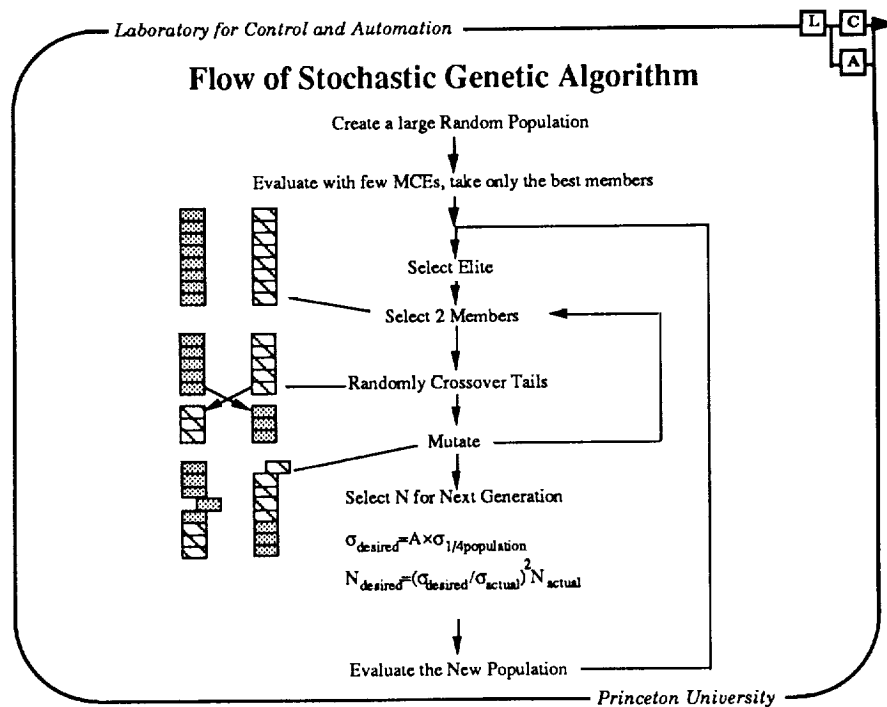 Laboratory for Control and Automation
L C
A
Flow of Stochastic Genetic Algorithm
Create a large Random Population
Evaluate with few MCEs, take only the best members
Select Elite
Select 2 Members
Randomly Crossover Tails
Mutate
Select N for Next Generation
σdesired=A×σ1/4population
Ndesired=(σdesired/σactual)²Nactual
Evaluate the New Population
Princeton University